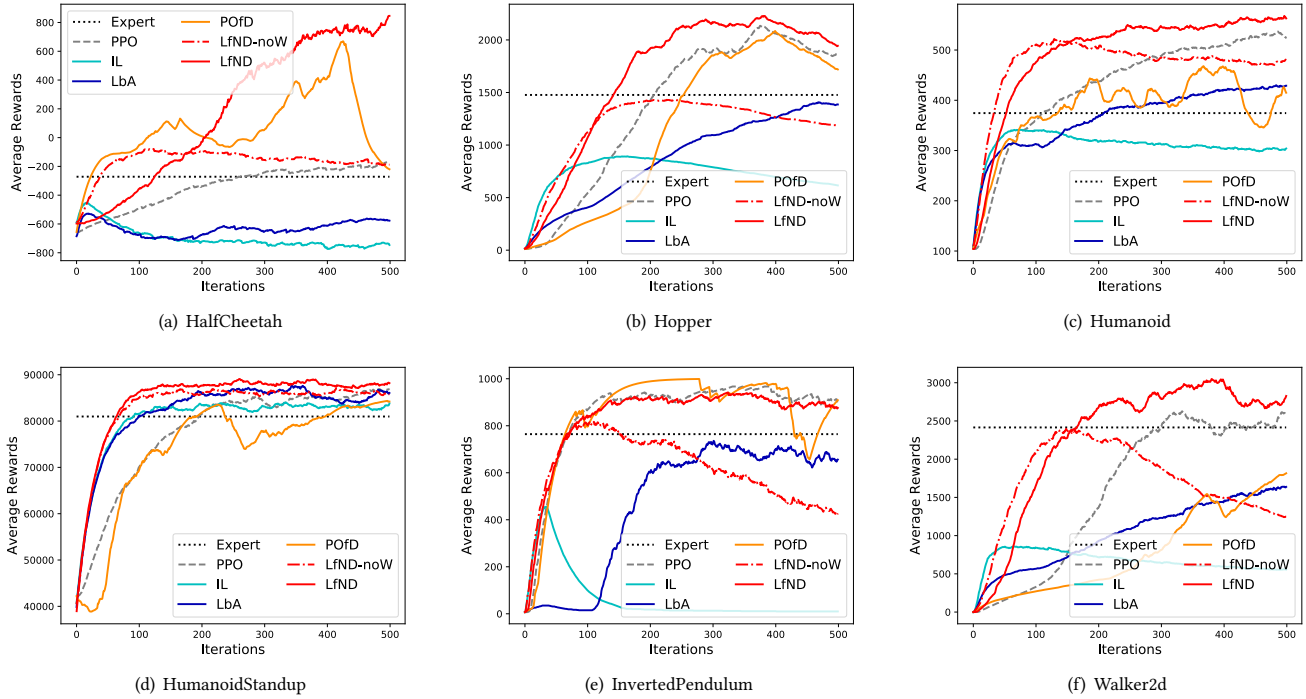 Average Rewards
800
600
400
200
0
−200
−400
−600
−800
Expert
PPO
IL
LbA
POfD
LfND-noW
LfND
0 100 200 300 400 500
Iterations
(a) HalfCheetah
Average Rewards
2000
1500
1000
500
0
Expert
PPO
IL
LbA
POfD
LfND-noW
LfND
0 100 200 300 400 500
Iterations
(b) Hopper
Average Rewards
500
400
300
200
100
Expert
PPO
IL
LbA
POfD
LfND-noW
LfND
0 100 200 300 400 500
Iterations
(c) Humanoid
Average Rewards
90000
80000
70000
60000
50000
40000
Expert
PPO
IL
LbA
POfD
LfND-noW
LfND
0 100 200 300 400 500
Iterations
(d) HumanoidStandup
Average Rewards
1000
800
600
400
200
0
Expert
PPO
IL
LbA
POfD
LfND-noW
LfND
0 100 200 300 400 500
Iterations
(e) InvertedPendulum
Average Rewards
3000
2500
2000
1500
1000
500
0
Expert
PPO
IL
LbA
POfD
LfND-noW
LfND
0 100 200 300 400 500
Iterations
(f) Walker2d